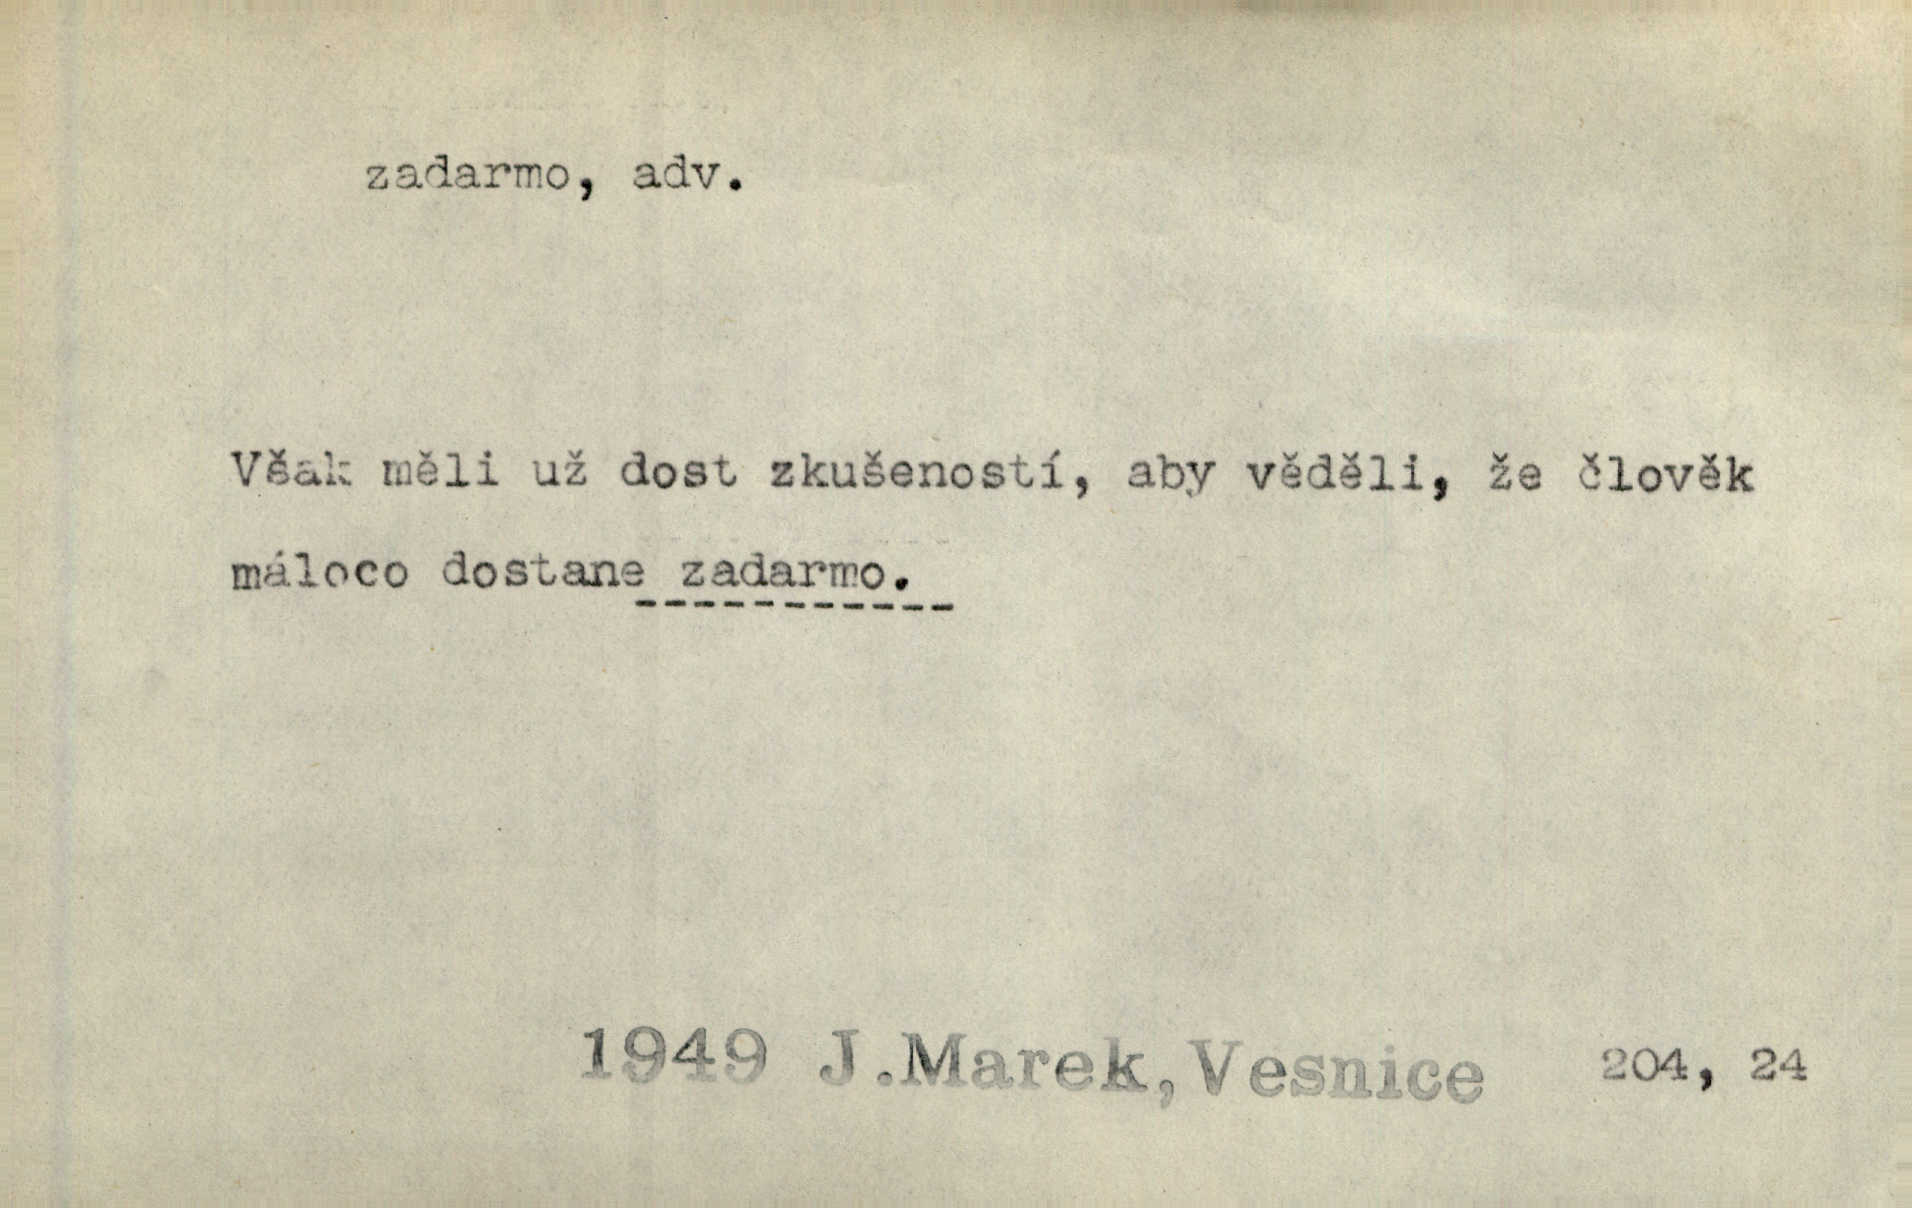 zadarmo, adv.
Však měli už dost zkušeností, aby věděli, že člověk
máloco dostane zadarmo.
1949 J.Marek,Vesnice 204, 24